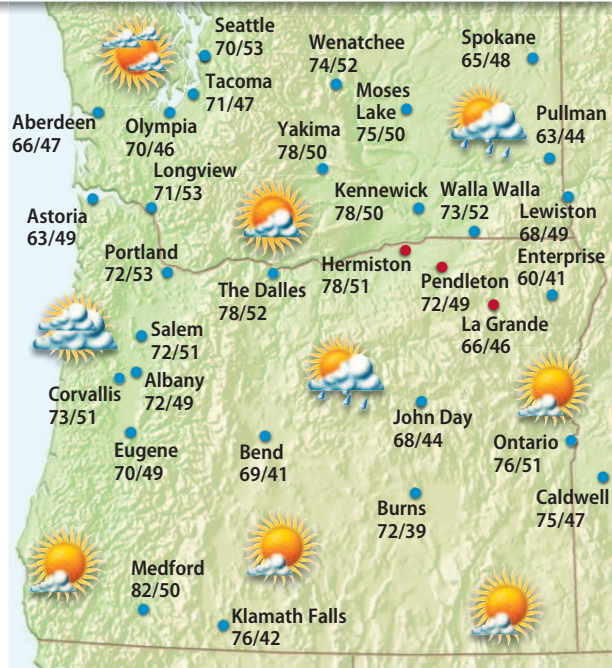 Seattle
70/53
Wenatchee
74/52
Spokane
65/48
Tacoma
71/47
Moses
Lake
75/50
Pullman
63/44
Aberdeen
66/47
Olympia
70/46
Yakima
78/50
Longview
71/53
Kennewick
78/50
Walla Walla
73/52
Lewiston
68/49
Astoria
63/49
Portland
72/53
The Dalles
78/52
Hermiston
78/51
Pendleton
72/49
Enterprise
60/41
La Grande
66/46
Salem
72/51
Albany
72/49
Corvallis
73/51
Eugene
70/49
Bend
69/41
John Day
68/44
Ontario
76/51
Caldwell
75/47
Burns
72/39
Medford
82/50
Klamath Falls
76/42